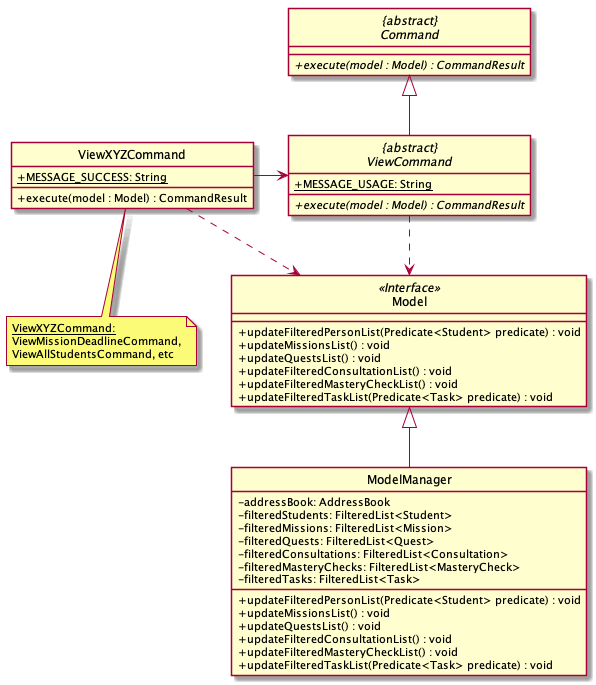 {abstract}
Command
+execute(model : Model) : CommandResult
ViewXYZCommand
+MESSAGE_SUCCESS: String
+execute(model : Model) : CommandResult
{abstract}
ViewCommand
+MESSAGE_USAGE: String
+execute(model : Model) : CommandResult
ViewXYZCommand:
ViewMissionDeadlineCommand,
ViewAllStudentsCommand, etc
«Interface»
Model
+updateFilteredPersonList(Predicate<Student> predicate) : void
+updateMissionsList() : void
+updateQuestsList() : void
+updateFilteredConsultationList() : void
+updateFilteredMasteryCheckList() : void
+updateFilteredTaskList(Predicate<Task> predicate) : void
ModelManager
-addressBook: AddressBook
-filteredStudents: FilteredList<Student>
-filteredMissions: FilteredList<Mission>
-filteredQuests: FilteredList<Quest>
-filteredConsultations: FilteredList<Consultation>
-filteredMasteryChecks: FilteredList<MasteryCheck>
-filteredTasks: FilteredList<Task>
+updateFilteredPersonList(Predicate<Student> predicate) : void
+updateMissionsList() : void
+updateQuestsList() : void
+updateFilteredConsultationList() : void
+updateFilteredMasteryCheckList() : void
+updateFilteredTaskList(Predicate<Task> predicate) : void